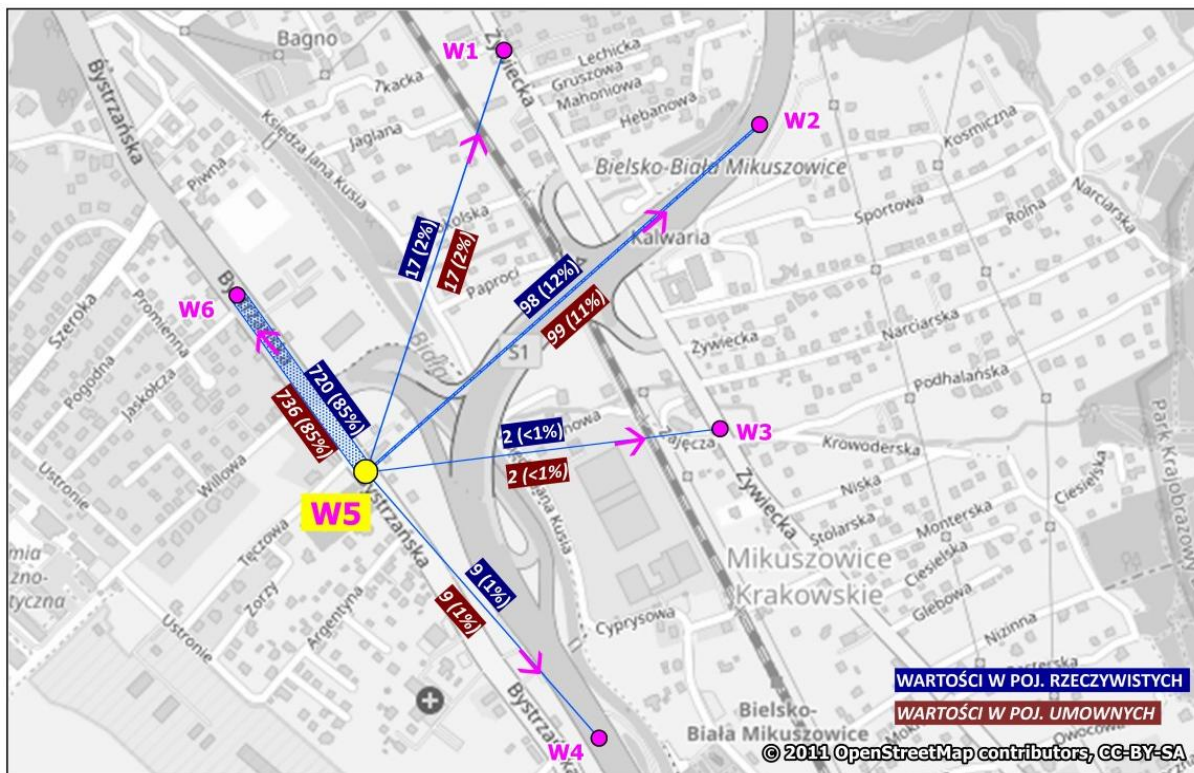 Bagno
W1
Żywiecka
Lechicka
Gruszowa
Mahoniowa
Tkacka
Hebanowa
W2
Bystrzańska
Księdza Jana Kusia
Jaglana
Kosmiczna
Piwna
Bielsko-Biała Mikuszowice
Narciarska
Sportowa
Rolna
17 (2%)
17 (2%)
Kalwaria
Paproci
98 (12%)
99 (11%)
W6
Szeroka
Promienna
S1
Żywiecka
Narciarska
Pogodna
Jaskółcza
720 (85%)
736 (85%)
Podhalańska
2 (<1%)
2 (<1%)
W3
Krowoderska
Ustronie
Willowa
W5
Bystrzańska
Żywiecka
Niska
Ciesielska
Stolarska
Monterska
Tęczowa
Mikuszowice
Krakowskie
Ciesielska
Zorzy
9 (1%)
9 (1%)
Argentyna
Cyprysowa
Głebowa
Nizinna
Ustronie
Park Krajobrazowy
WARTOŚCI W POJ. RZECZYWISTYCH
WARTOŚCI W POJ. UMOWNYCH
Bystrzańska
Bielsko-
Biała Mikuszowice
Owocowa
W4
© 2011 OpenStreetMap contributors, CC-BY-SA